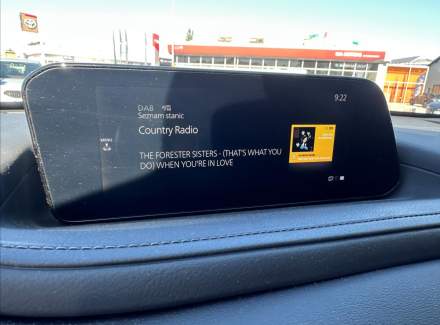 DAB
9:22
Seznam stanic
Country Radio
MENU
THE FORESTER SISTERS - (THAT'S WHAT YOU
DO) WHEN YOU'RE IN LOVE